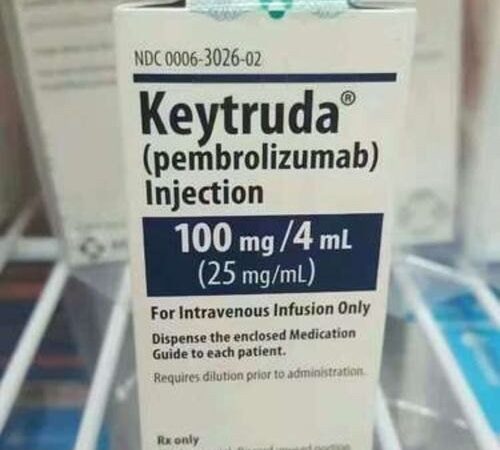 NDC 0006-3026-02
Keytruda®
(pembrolizumab)
Injection
100 mg/4 mL
(25 mg/mL)
For Intravenous Infusion Only
Dispense the enclosed Medication
Guide to each patient.
Requires dilution prior to administration.
Rx only